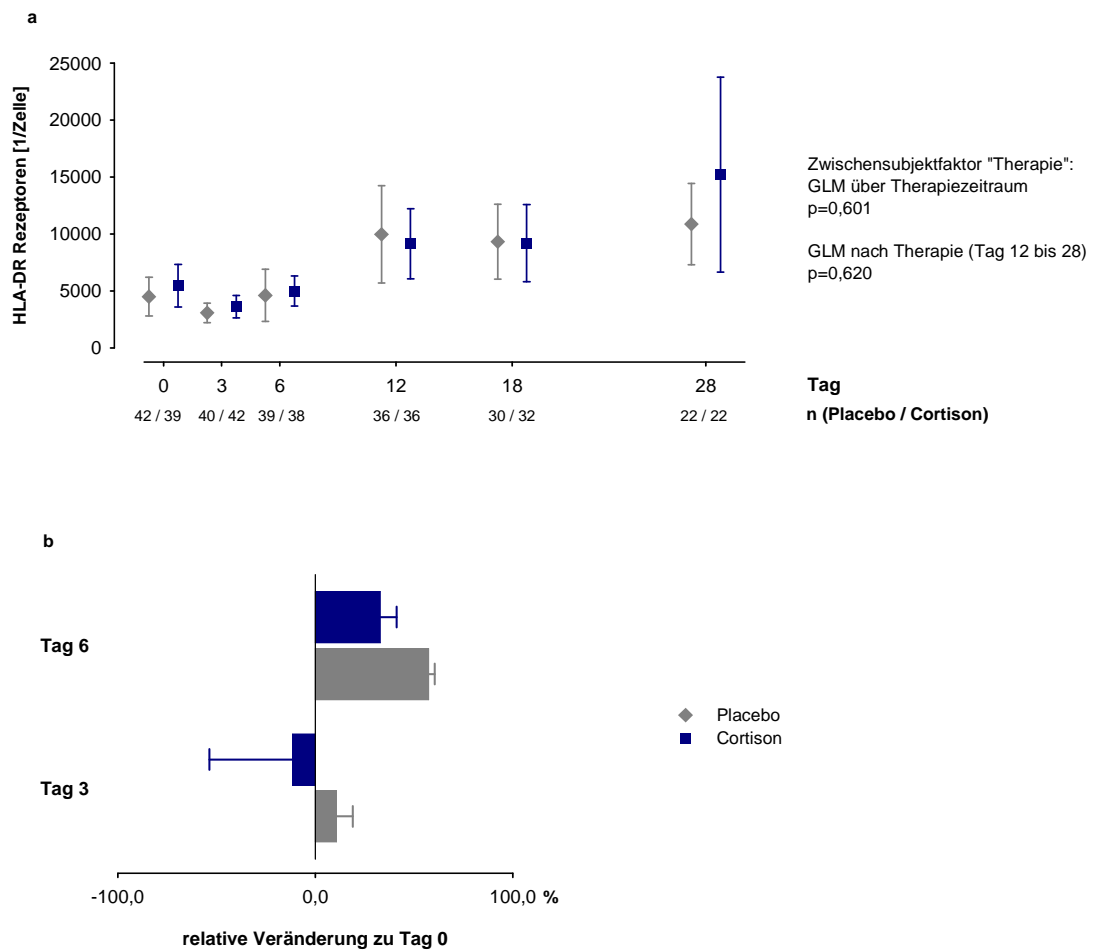 a
HLA-DR Rezeptoren [1/Zelle]
25000
20000
15000
10000
5000
0
0 3 6 12 18 28 Tag
42 / 39 40 / 42 39 / 38 36 / 36 30 / 32 22 / 22 n (Placebo / Cortison)
Zwischensubjektfaktor "Therapie":
GLM über Therapiezeitraum
p=0,601
GLM nach Therapie (Tag 12 bis 28)
p=0,620
b
Tag 6
Tag 3
Placebo
Cortison
-100,0 0,0 100,0 %
relative Veränderung zu Tag 0